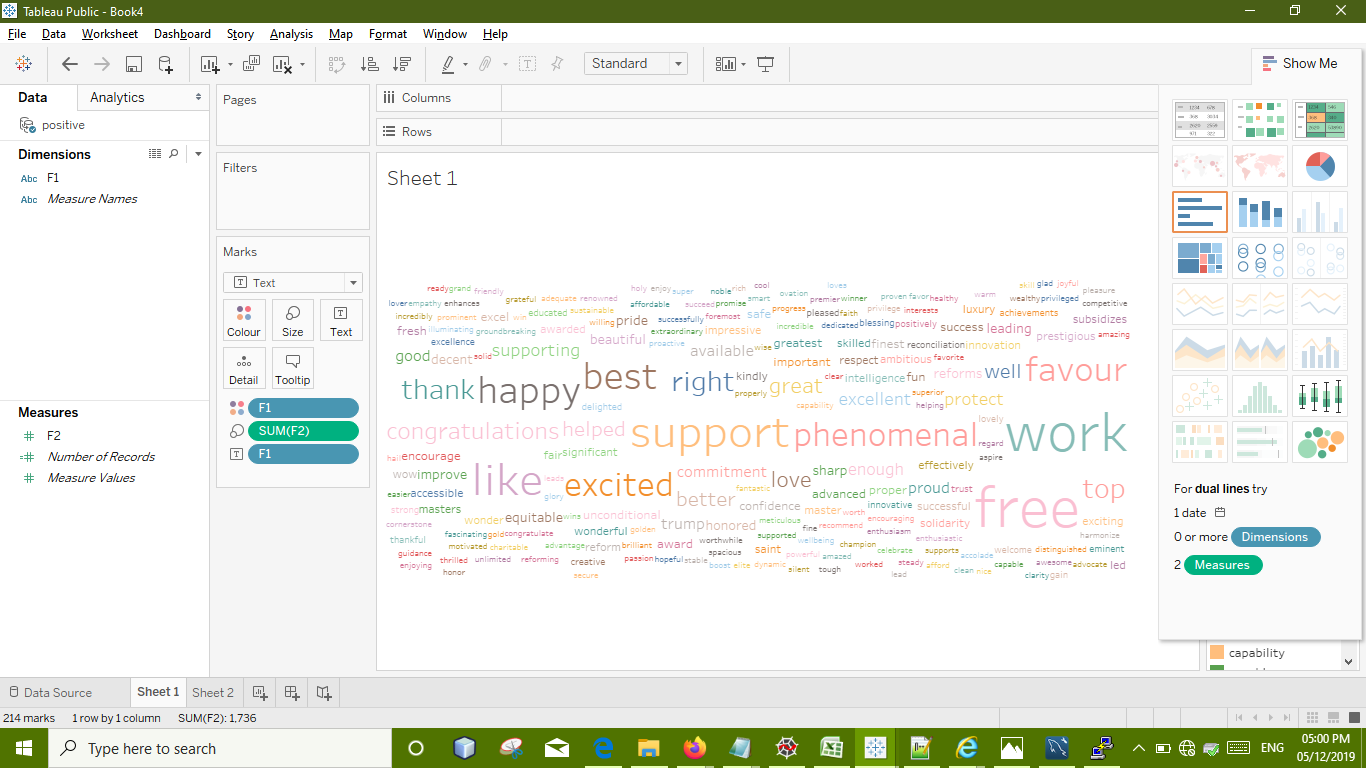 Tableau Public - Book4
File Data Worksheet Dashboard Story Analysis Map Format Window Help
Standard
Show Me
Data Analytics
positive
Dimensions
Abc F1
Abc Measure Names
Measures
F2
Number of Records
Measure Values
Pages
Filters
Marks
Text
Colour Size Text
Detail Tooltip
F1
SUM(F2)
F1
Columns
Rows
Sheet 1
readygrand friendly holy enjoy super noble rich cool loves skill glad joyful pleasure
lover empathy enhances grateful adequate renowned affordable succeed promise smart ovation premier winner proven favor healthy warm wealthy privileged competitive
incredibly prominent excel win educated sustainable willing pride successfully foremost safe progress pleased faith privilege interests luxury achievements subsidizes
fresh illuminating groundbreaking awarded extraordinary impressive incredible dedicated blessing positively success leading prestigious amazing
excellence beautiful proactive greatest skilled finest reconciliation innovation
good decent solid supporting available wise important respect ambitious favorite
thank happy best right kindly great clear intelligence fun reforms well favour
delighted properly capability excellent superior helping protect
congratulations helped support phenomenal lovely regard work
hail encourage fair significant aspire
wow improve like leads excited commitment love sharp enough effectively free top
easier accessible glory better fantastic confidence advanced proper proud trust
strong masters master worth innovative successful
cornerstone wonder equitable wins unconditional trump honored meticulous fine recommend encouraging solidarity exciting
thankful fascinating gold congratulate wonderful golden supported enthusiasm enthusiastic harmonize
guidance motivated charitable advantage reform brilliant award worthwhile saint wellbeing champion celebrate supports accolade welcome distinguished eminent
enjoying thrilled unlimited reforming creative passion hopeful stable spacious boost elite dynamic powerful amazed worked steady afford capable awesome advocate led
honor secure silent tough lead clean nice clarity gain
For dual lines try
1 date
0 or more Dimensions
2 Measures
capability
Data Source Sheet 1 Sheet 2
214 marks 1 row by 1 column SUM(F2): 1,736
Type here to search
ENG
05:00 PM
05/12/2019